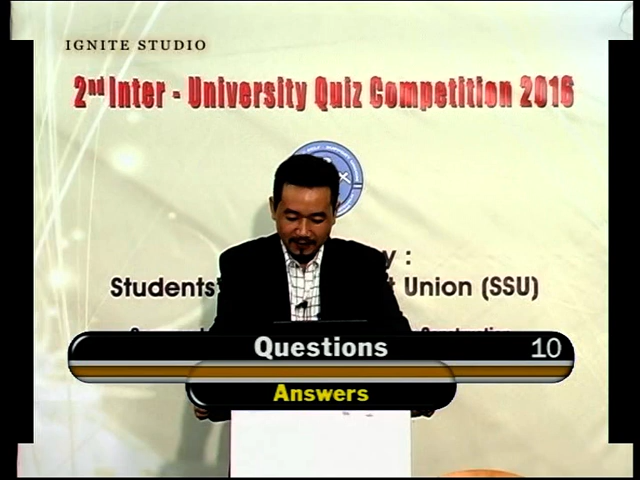 IGNITE STUDIO
2nd Inter - University Quiz Competition 2016
y :
Students' t Union (SSU)
Questions 10
Answers